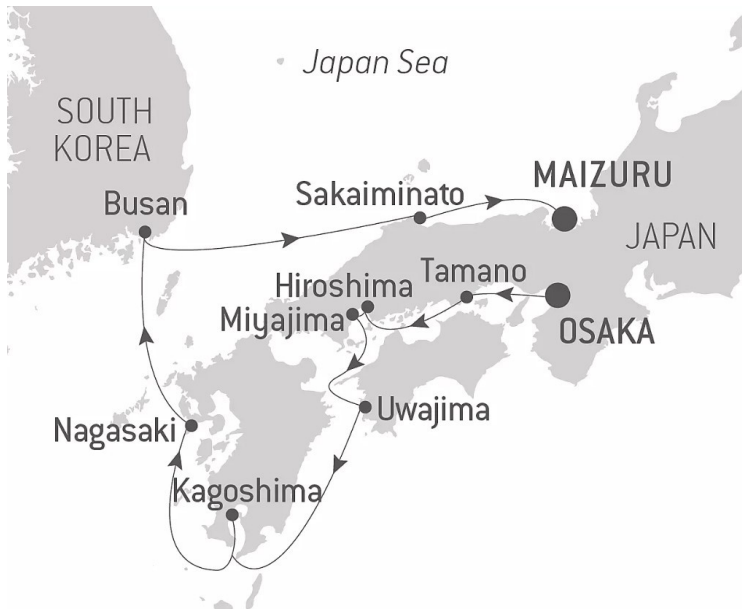 Japan Sea
SOUTH
KOREA
Busan
Sakaiminato
MAIZURU
JAPAN
Tamano
Hiroshima
Miyajima
OSAKA
Uwajima
Nagasaki
Kagoshima